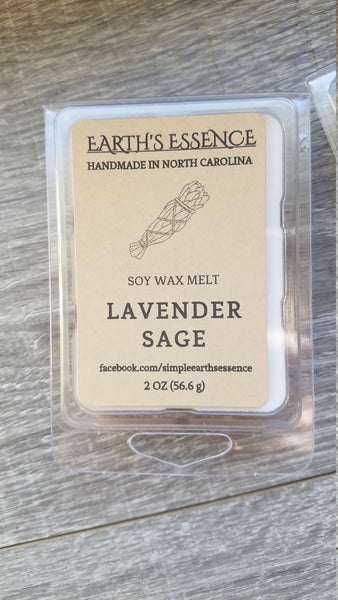 EARTH'S ESSENCE
HANDMADE IN NORTH CAROLINA
SOY WAX MELT
LAVENDER
SAGE
facebook.com/simpleearthsessence
2 OZ (56.6 g)